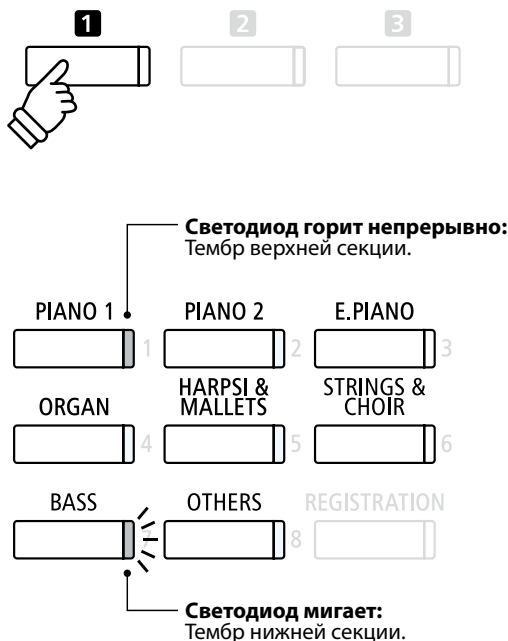 1 2 3
Светодиод горит непрерывно:
Тембр верхней секции.
PIANO 1 PIANO 2 E.PIANO
1 2 3
ORGAN HARPSI & MALLETS STRINGS & CHOIR
4 5 6
BASS OTHERS REGISTRATION
7 8
Светодиод мигает:
Тембр нижней секции.